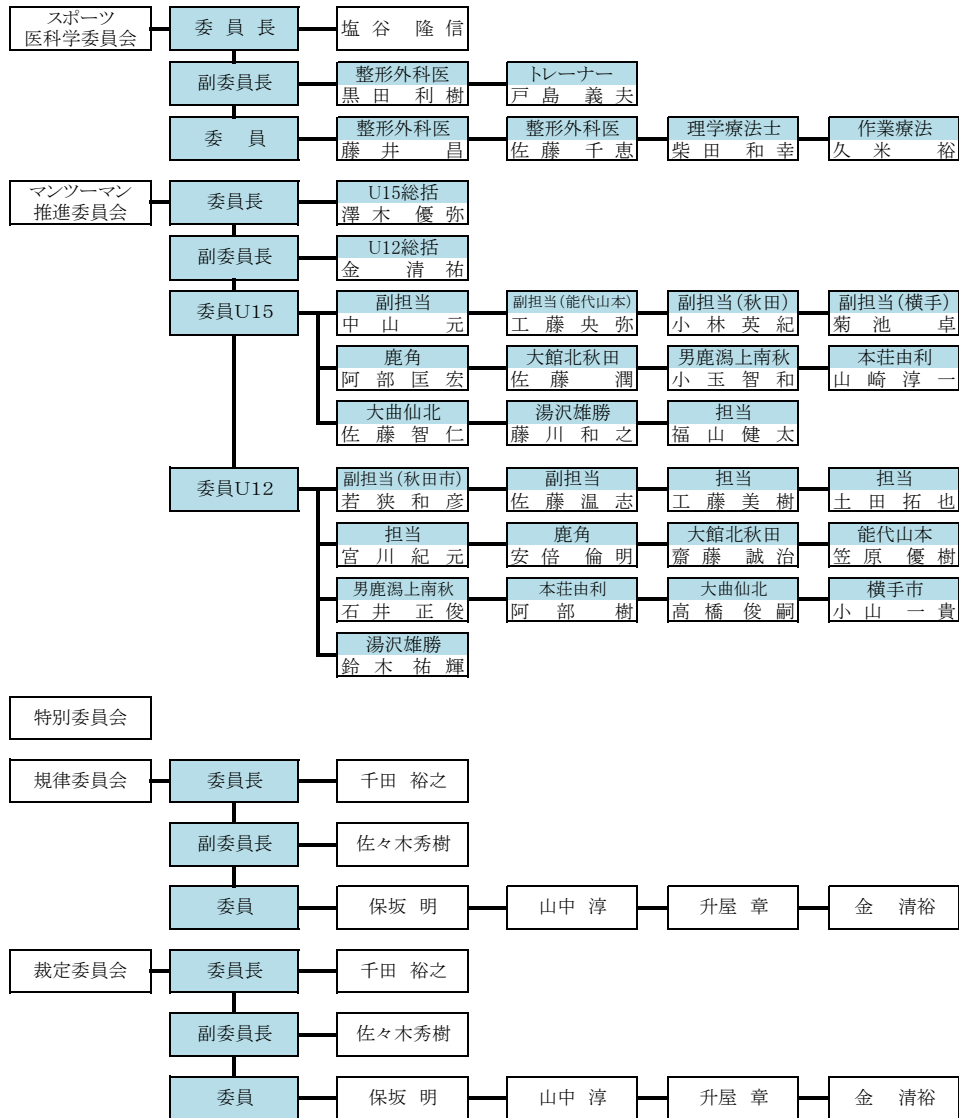 スポーツ
医科学委員会
委 員 長
塩 谷 隆 信
副委員長
整形外科医
黒 田 利 樹
トレーナー
戸 島 義 夫
委 員
整形外科医
藤 井 昌
整形外科医
佐 藤 千 恵
理学療法士
柴 田 和 幸
作業療法
久 米 裕
マンツーマン
推進委員会
委員長
U15総括
澤 木 優 弥
副委員長
U12総括
金 清 祐
委員U15
副担当
中 山 元
副担当(能代山本)
工 藤 央 弥
副担当(秋田)
小 林 英 紀
副担当(横手)
菊 池 卓
鹿角
阿 部 匡 宏
大館北秋田
佐 藤 潤
男鹿潟上南秋
小 玉 智 和
本荘由利
山 崎 淳 一
大曲仙北
佐 藤 智 仁
湯沢雄勝
藤 川 和 之
担当
福 山 健 太
委員U12
副担当(秋田市)
若 狭 和 彦
副担当
佐 藤 温 志
担当
工 藤 美 樹
担当
土 田 拓 也
担当
宮 川 紀 元
鹿角
安 倍 倫 明
大館北秋田
齋 藤 誠 治
能代山本
笠 原 優 樹
男鹿潟上南秋
石 井 正 俊
本荘由利
阿 部 樹
大曲仙北
高 橋 俊 嗣
横手市
小 山 一 貴
湯沢雄勝
鈴 木 祐 輝
特別委員会
規律委員会
委員長
千田 裕之
副委員長
佐々木秀樹
委員
保坂 明
山中 淳
升屋 章
金 清裕
裁定委員会
委員長
千田 裕之
副委員長
佐々木秀樹
委員
保坂 明
山中 淳
升屋 章
金 清裕